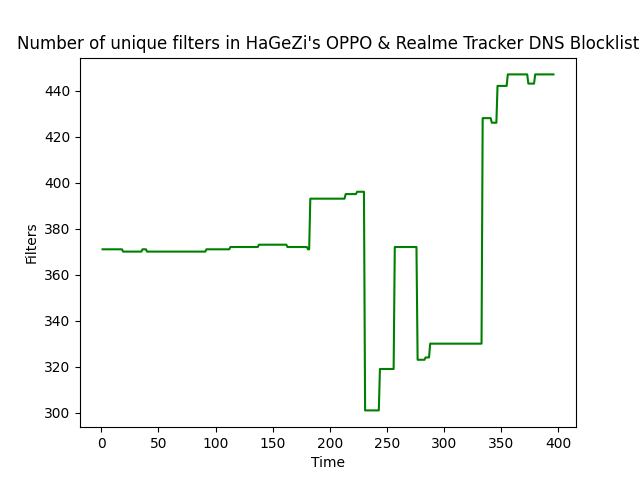 Number of unique filters in HaGeZi's OPPO & Realme Tracker DNS Blocklist
440
420
400
380
360
340
320
300
Filters
0 50 100 150 200 250 300 350 400
Time